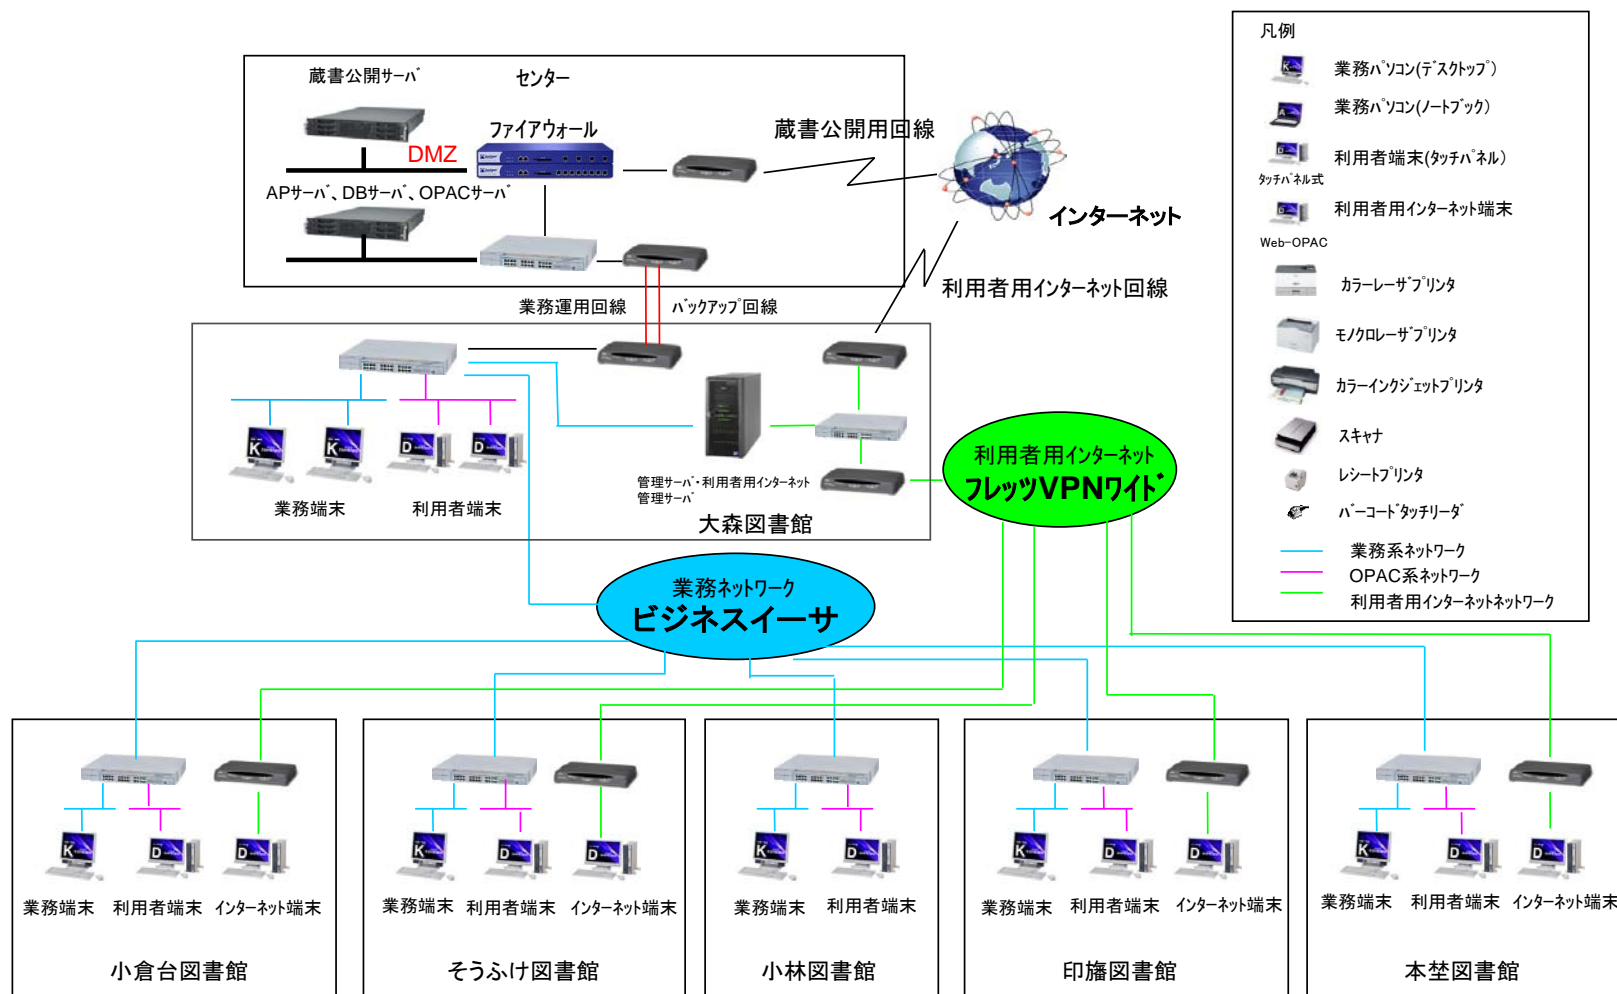 蔵書公開サーバ
センター
ファイアウォール
DMZ
蔵書公開用回線
APサーバ、DBサーバ、OPACサーバ
インターネット
利用者用インターネット回線
業務運用回線
バックアップ回線
業務端末
利用者端末
管理サーバ・利用者用インターネット
管理サーバ
大森図書館
利用者用インターネット
フレッツVPNワイド
業務ネットワーク
ビジネスイーサ
業務端末
利用者端末
インターネット端末
小倉台図書館
業務端末
利用者端末
インターネット端末
そうふけ図書館
業務端末
利用者端末
小林図書館
業務端末
利用者端末
インターネット端末
印旛図書館
業務端末
利用者端末
インターネット端末
本埜図書館
凡例
業務パソコン(デスクトップ)
業務パソコン(ノートブック)
利用者端末(タッチパネル)
タッチパネル式
利用者用インターネット端末
Web-OPAC
カラーレーザプリンタ
モノクロレーザプリンタ
カラーインクジェットプリンタ
スキャナ
レシートプリンタ
バーコードタッチリーダ
業務系ネットワーク
OPAC系ネットワーク
利用者用インターネットネットワーク